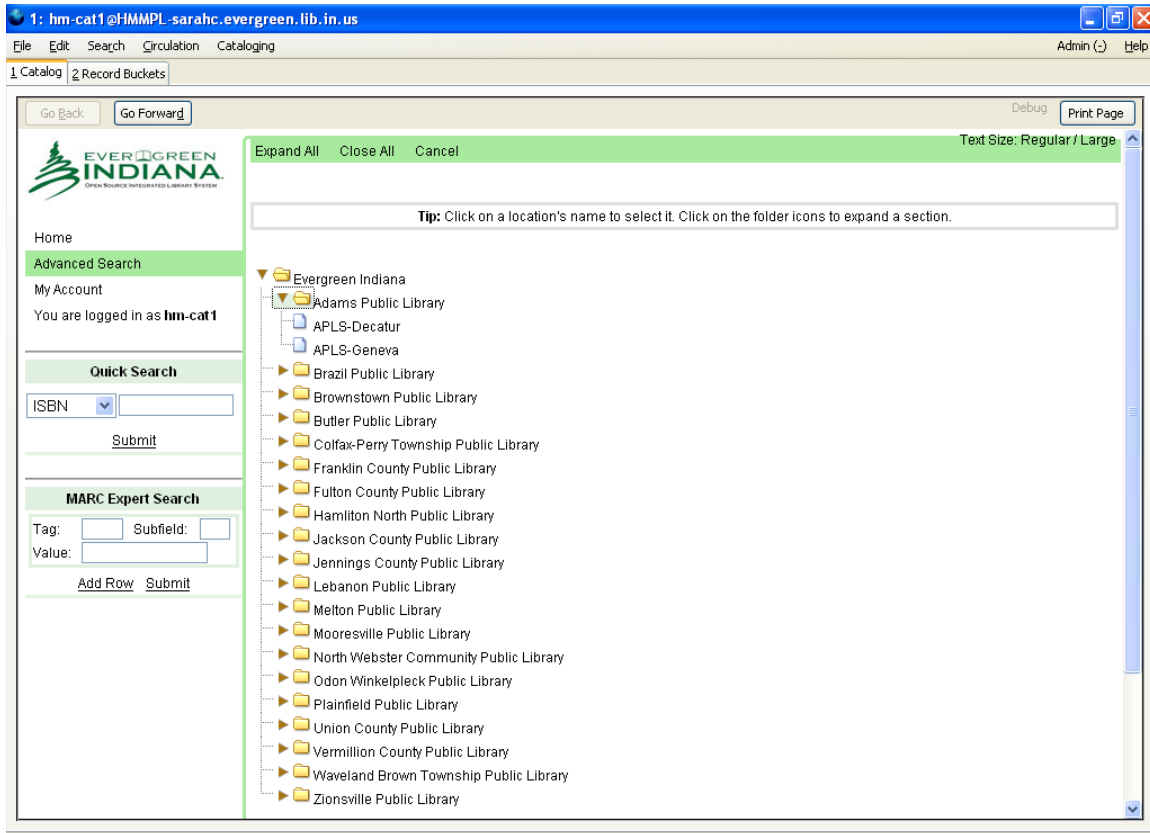 1: hm-cat1@HMMPL-sarahc.evergreen.lib.in.us
File Edit Search Circulation Cataloging Admin (-) Help
1 Catalog 2 Record Buckets
Go Back Go Forward Debug Print Page
Text Size: Regular / Large
EVERGREEN
INDIANA
OPEN SOURCE INTEGRATED LIBRARY SYSTEM
Expand All Close All Cancel
Tip: Click on a location's name to select it. Click on the folder icons to expand a section.
Home
Advanced Search
My Account
You are logged in as hm-cat1
Quick Search
ISBN
Submit
MARC Expert Search
Tag: Subfield:
Value:
Add Row Submit
Evergreen Indiana
Adams Public Library
APLS-Decatur
APLS-Geneva
Brazil Public Library
Brownstown Public Library
Butler Public Library
Colfax-Perry Township Public Library
Franklin County Public Library
Fulton County Public Library
Hamliton North Public Library
Jackson County Public Library
Jennings County Public Library
Lebanon Public Library
Melton Public Library
Mooresville Public Library
North Webster Community Public Library
Odon Winkelpleck Public Library
Plainfield Public Library
Union County Public Library
Vermillion County Public Library
Waveland Brown Township Public Library
Zionsville Public Library